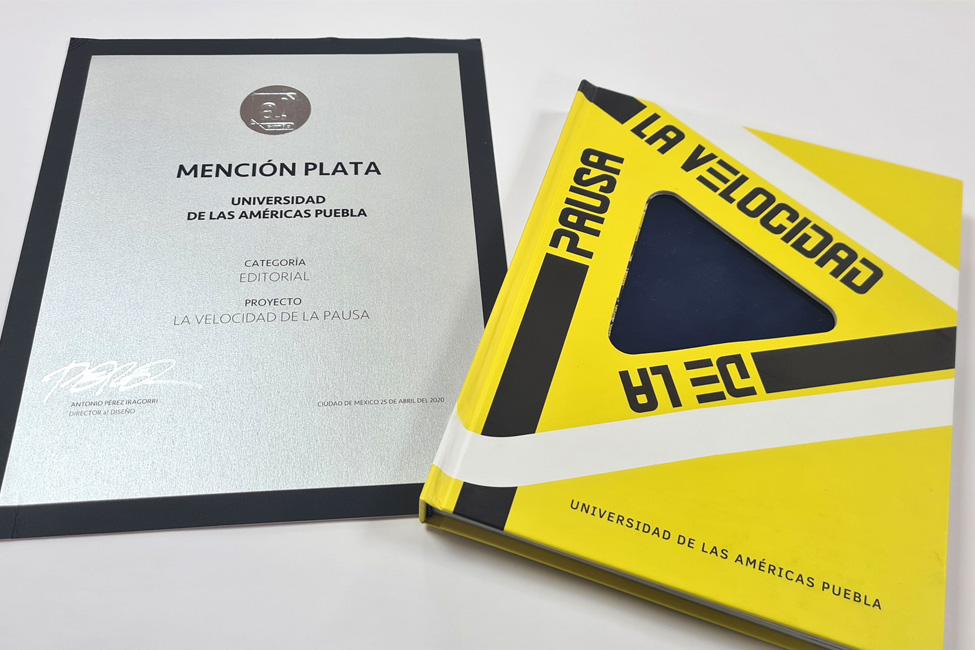 a!
MENCIÓN PLATA
UNIVERSIDAD
DE LAS AMÉRICAS PUEBLA
CATEGORÍA
EDITORIAL
PROYECTO
LA VELOCIDAD DE LA PAUSA
ANTONIO PÉREZ IRAGORRI
DIRECTOR a! DISEÑO
CIUDAD DE MÉXICO 25 DE ABRIL DEL 2020
LA VELOCIDAD
DE LA
PAUSA
UNIVERSIDAD DE LAS AMÉRICAS PUEBLA